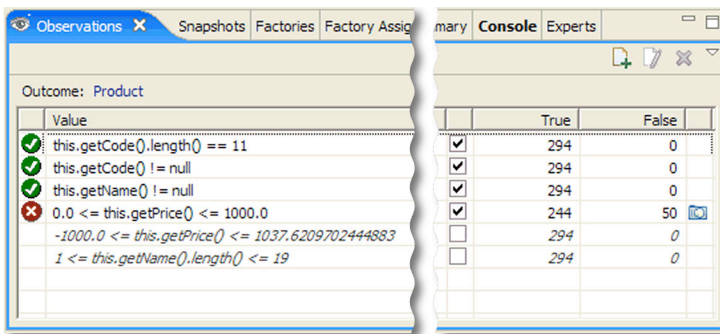 Observations Snapshots Factories Factory Assig mary Console Experts
Outcome: Product
Value True False
this.getCode().length() == 11 294 0
this.getCode() != null 294 0
this.getName() != null 294 0
0.0 <= this.getPrice() <= 1000.0 244 50
-1000.0 <= this.getPrice() <= 1037.6209702444883 294 0
1 <= this.getName().length() <= 19 294 0